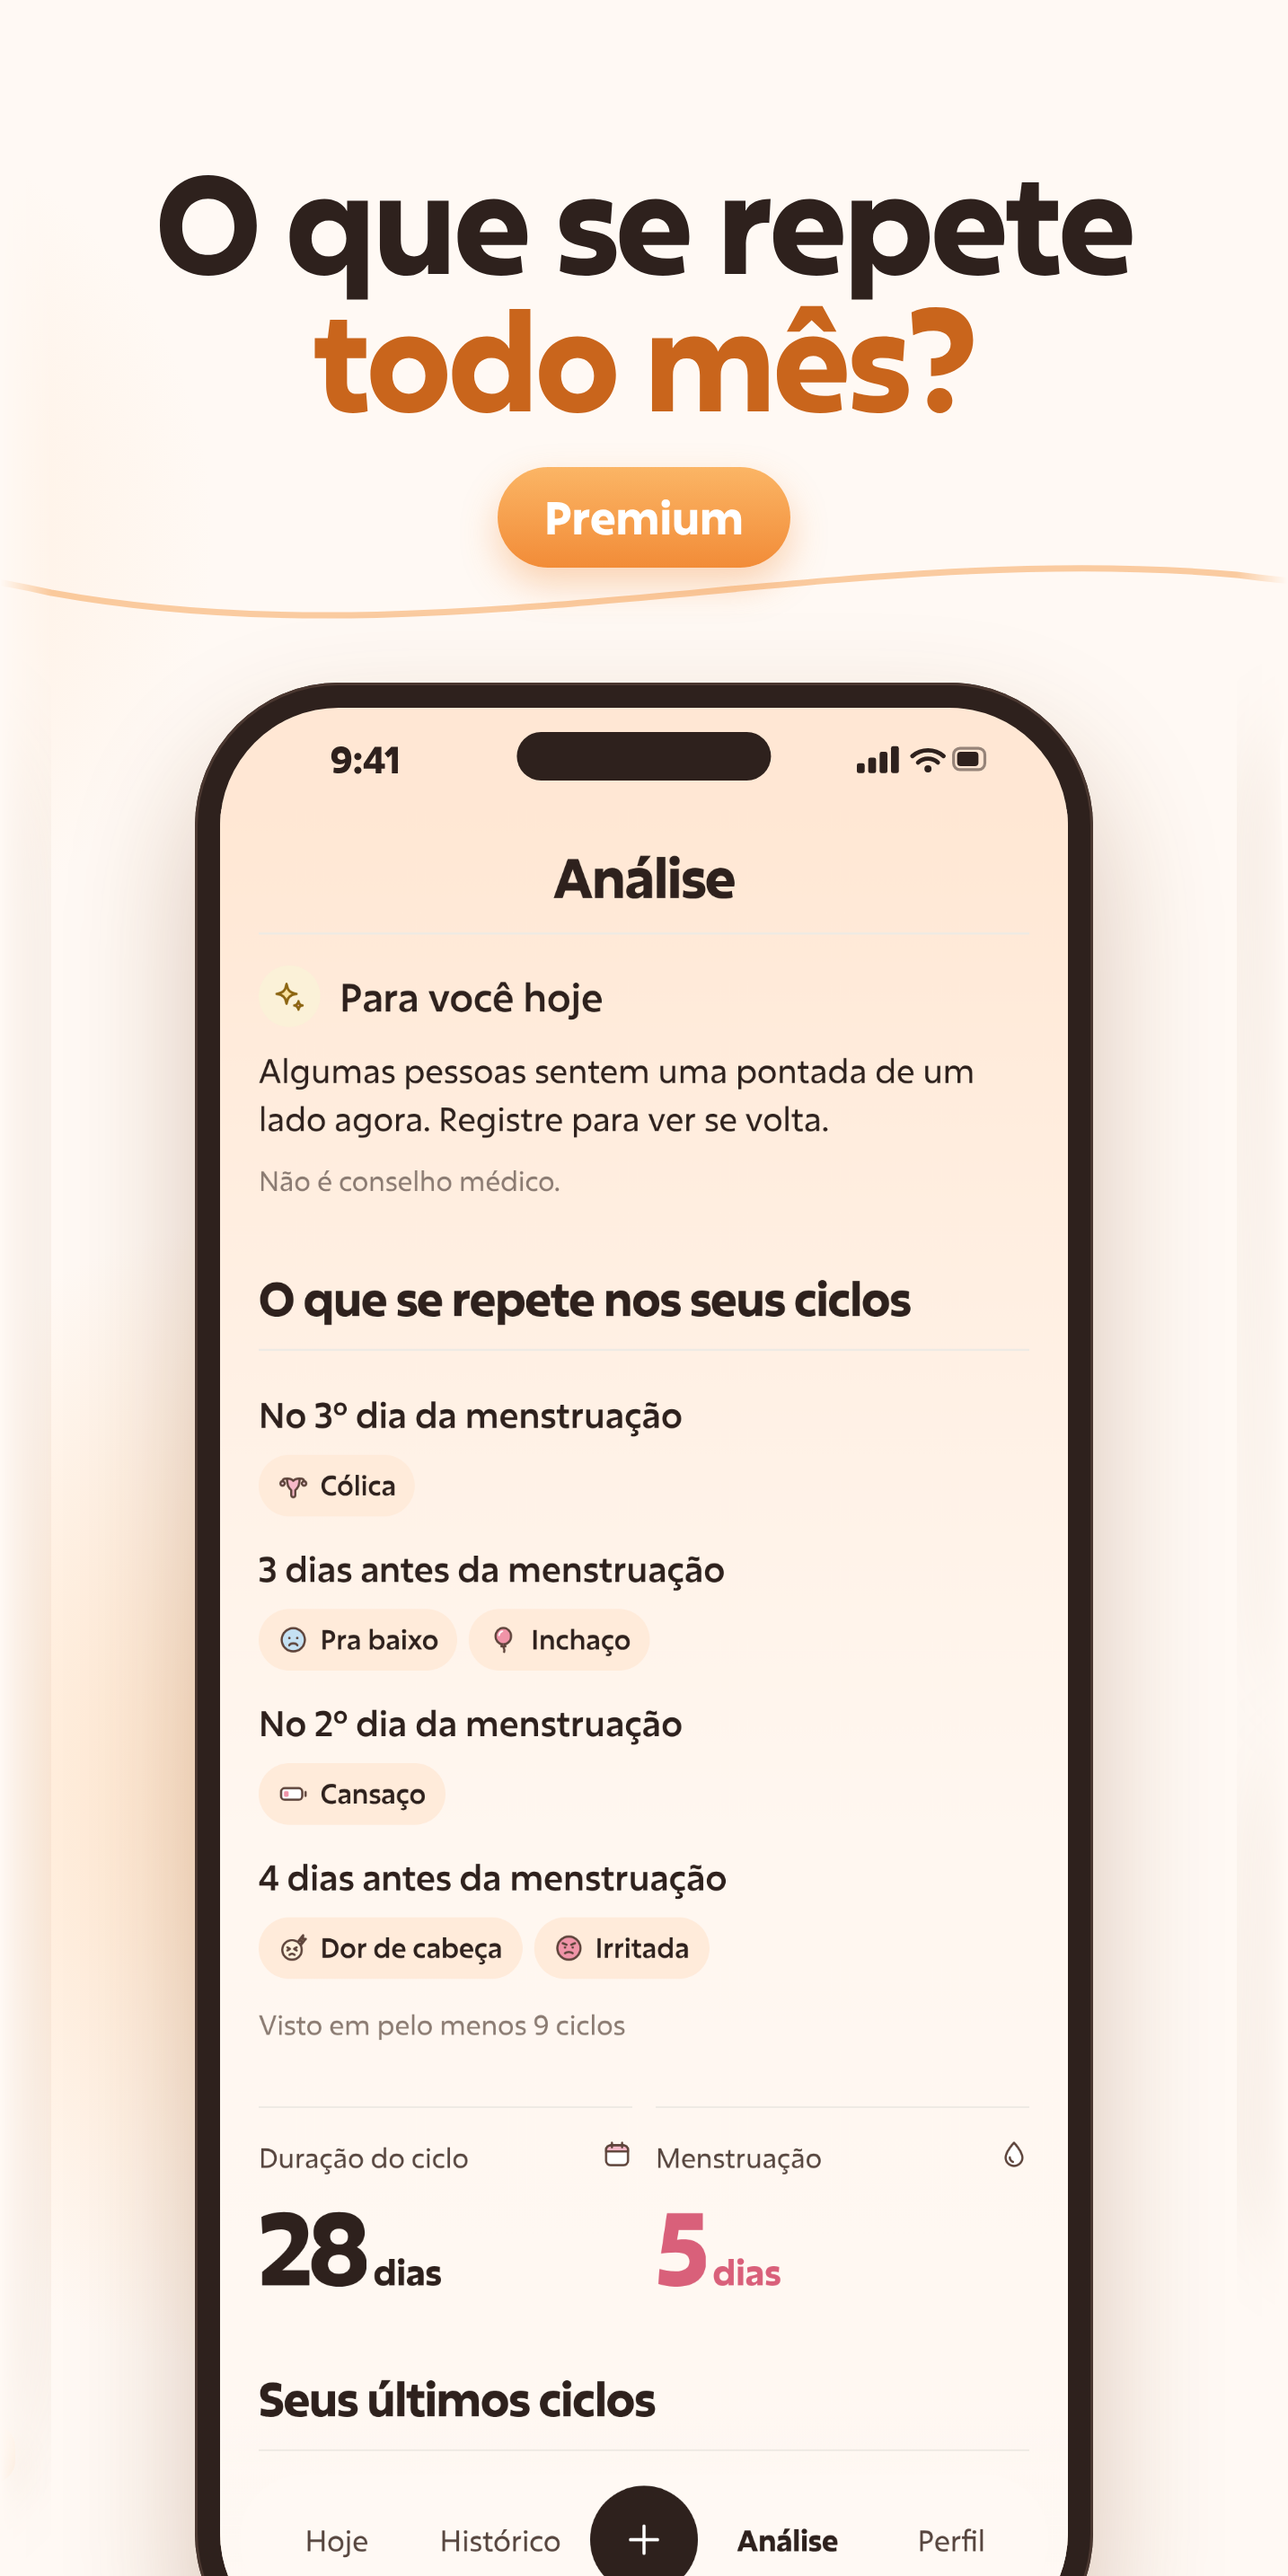 O que se repete
todo mês?
Premium
9:41
Análise
Para você hoje
Algumas pessoas sentem uma pontada de um
lado agora. Registre para ver se volta.
Não é conselho médico.
O que se repete nos seus ciclos
No 3º dia da menstruação
Cólica
3 dias antes da menstruação
Pra baixo Inchaço
No 2º dia da menstruação
Cansaço
4 dias antes da menstruação
Dor de cabeça Irritada
Visto em pelo menos 9 ciclos
Duração do ciclo Menstruação
28 dias 5 dias
Seus últimos ciclos
Hoje Histórico + Análise Perfil